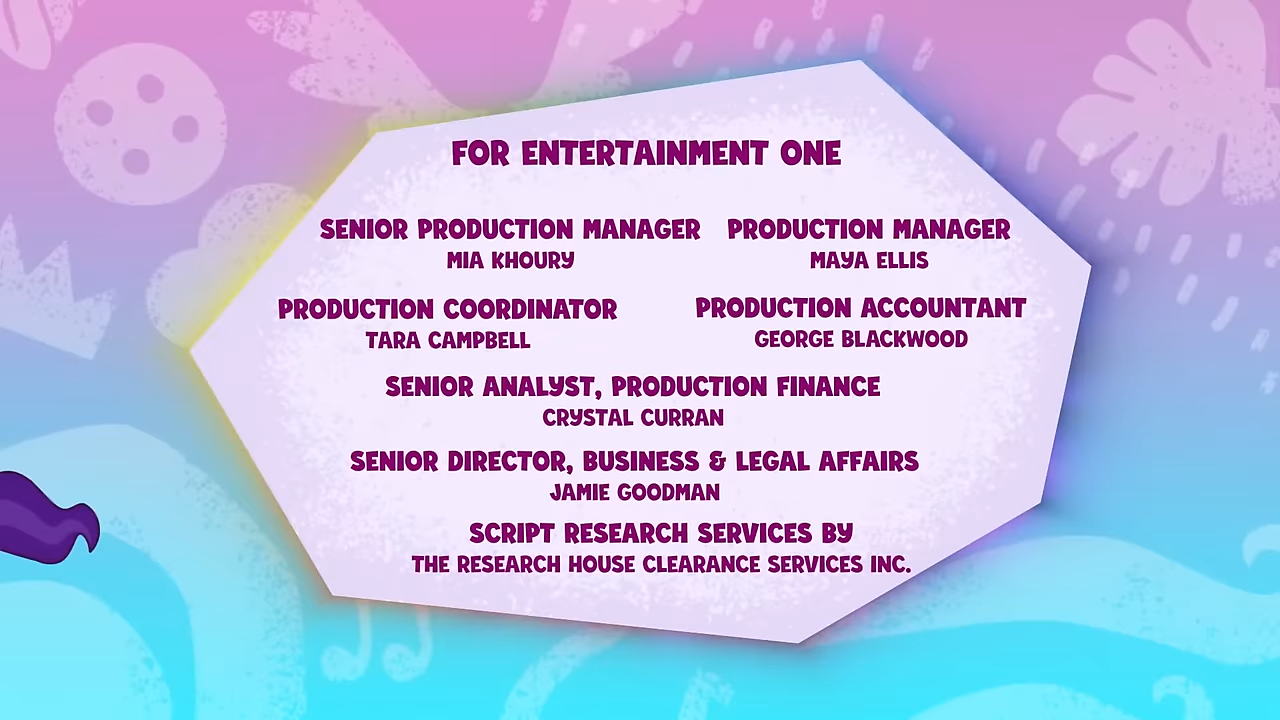 FOR ENTERTAINMENT ONE
SENIOR PRODUCTION MANAGER
MIA KHOURY
PRODUCTION MANAGER
MAYA ELLIS
PRODUCTION COORDINATOR
TARA CAMPBELL
PRODUCTION ACCOUNTANT
GEORGE BLACKWOOD
SENIOR ANALYST, PRODUCTION FINANCE
CRYSTAL CURRAN
SENIOR DIRECTOR, BUSINESS & LEGAL AFFAIRS
JAMIE GOODMAN
SCRIPT RESEARCH SERVICES BY
THE RESEARCH HOUSE CLEARANCE SERVICES INC.